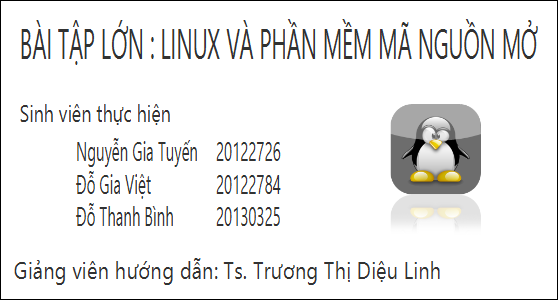 BÀI TẬP LỚN : LINUX VÀ PHẦN MỀM MÃ NGUỒN MỞ
Sinh viên thực hiện
Nguyễn Gia Tuyến 20122726
Đỗ Gia Việt 20122784
Đỗ Thanh Bình 20130325
Giảng viên hướng dẫn: Ts. Trương Thị Diệu Linh